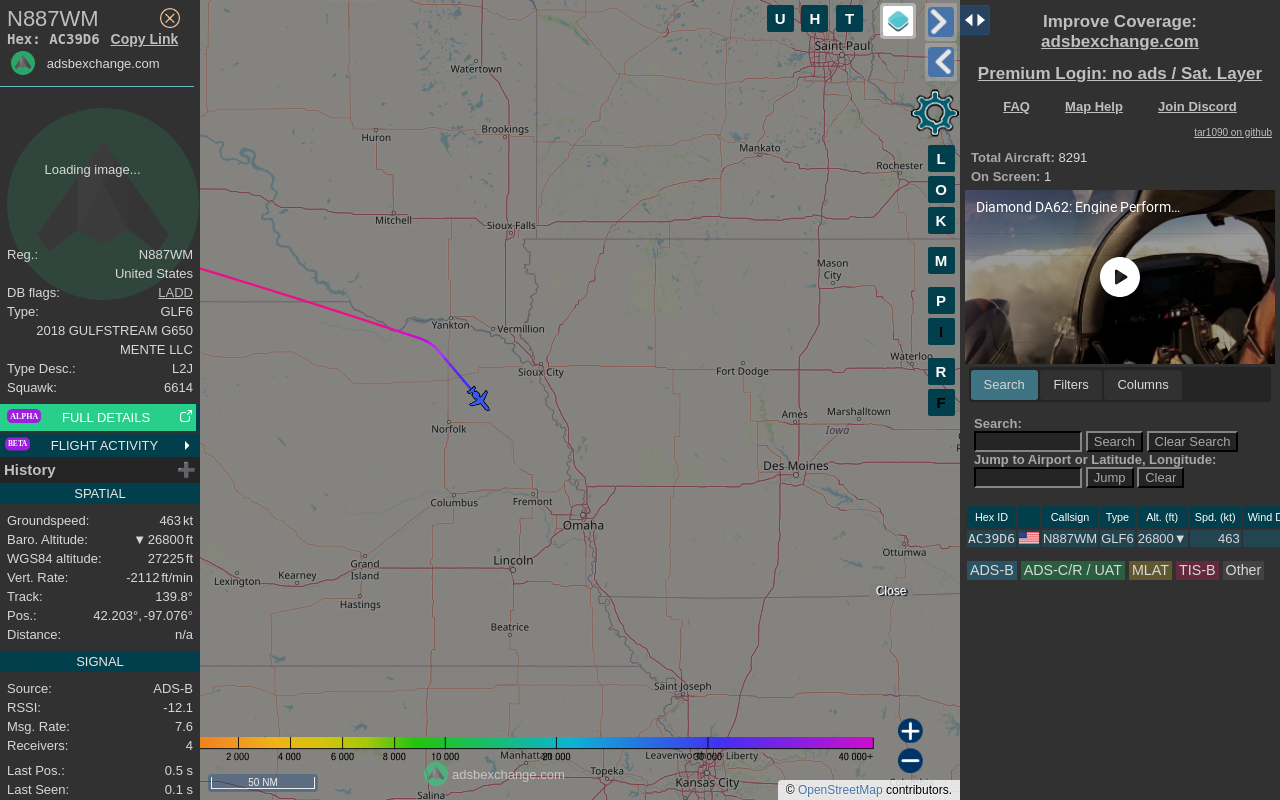 N887WM
Hex: AC39D6 Copy Link
adsbexchange.com
Loading image...
Reg.: N887WM
United States
DB flags: LADD
Type: GLF6
2018 GULFSTREAM G650
MENTE LLC
Type Desc.: L2J
Squawk: 6614
ALPHA FULL DETAILS
BETA FLIGHT ACTIVITY
History
SPATIAL
Groundspeed: 463 kt
Baro. Altitude: ▼ 26800 ft
WGS84 altitude: 27225 ft
Vert. Rate: -2112 ft/min
Track: 139.8°
Pos.: 42.203°, -97.076°
Distance: n/a
SIGNAL
Source: ADS-B
RSSI: -12.1
Msg. Rate: 7.6
Receivers: 4
Last Pos.: 0.5 s
Last Seen: 0.1 s
U H T
L
O
K
M
P
I
R
F
Saint Paul
Watertown
Brookings
Huron
Mankato
Rochester
Mitchell
Sioux Falls
Mason
City
Yankton
Vermillion
Sioux City
Fort Dodge
Waterloo
Ames
Marshalltown
Iowa
Norfolk
Des Moines
Columbus
Fremont
Omaha
Lincoln
Grand
Island
Kearney
Lexington
Ottumwa
Hastings
Beatrice
Close
Saint Joseph
Manhattan
Liberty
Topeka
Kansas City
Salina
2 000 4 000 6 000 8 000 10 000 20 000 30 000 40 000+
adsbexchange.com
50 NM
© OpenStreetMap contributors.
Improve Coverage:
adsbexchange.com
Premium Login: no ads / Sat. Layer
FAQ Map Help Join Discord
tar1090 on github
Total Aircraft: 8291
On Screen: 1
Diamond DA62: Engine Perform...
Search Filters Columns
Search:
Search Clear Search
Jump to Airport or Latitude, Longitude:
Jump Clear
Hex ID Callsign Type Alt. (ft) Spd. (kt) Wind D
AC39D6 N887WM GLF6 26800▼ 463
ADS-B ADS-C/R / UAT MLAT TIS-B Other